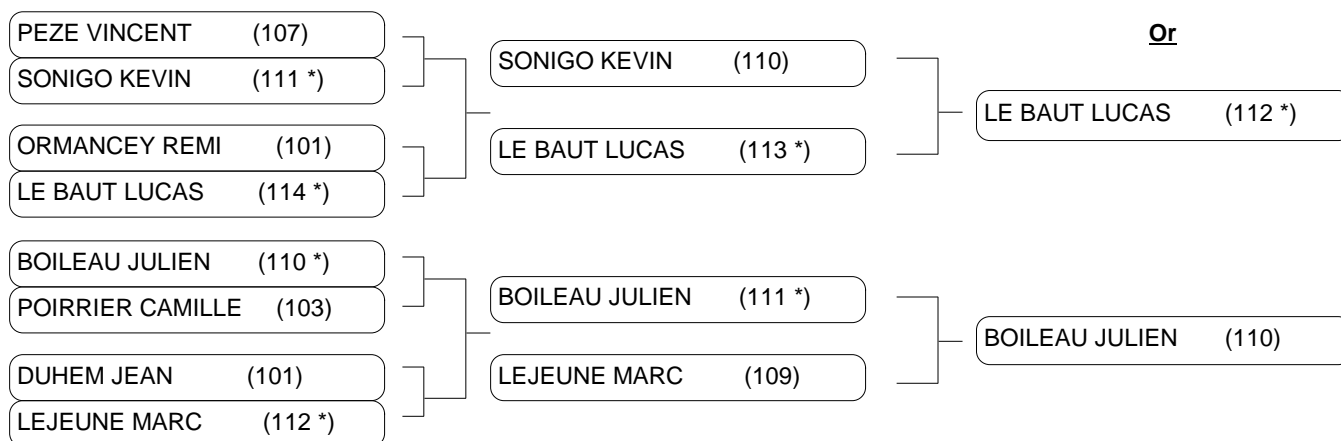 PEZE VINCENT (107)
SONIGO KEVIN (111 *)
ORMANCEY REMI (101)
LE BAUT LUCAS (114 *)
BOILEAU JULIEN (110 *)
POIRRIER CAMILLE (103)
DUHEM JEAN (101)
LEJEUNE MARC (112 *)
SONIGO KEVIN (110)
LE BAUT LUCAS (113 *)
BOILEAU JULIEN (111 *)
LEJEUNE MARC (109)
Or
LE BAUT LUCAS (112 *)
BOILEAU JULIEN (110)